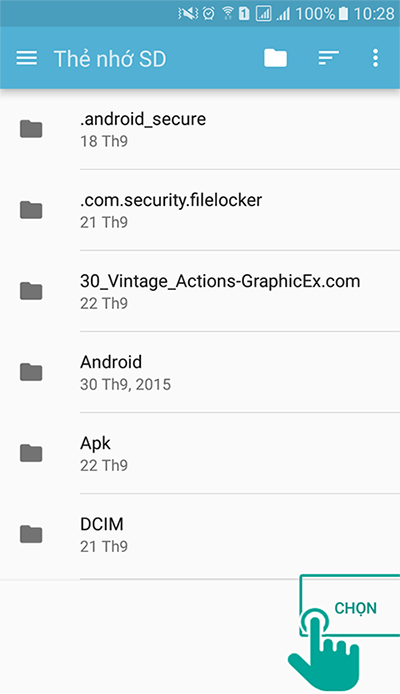 1 100% 10:28
Thẻ nhớ SD
.android_secure
18 Th9
.com.security.filelocker
21 Th9
30_Vintage_Actions-GraphicEx.com
22 Th9
Android
30 Th9, 2015
Apk
22 Th9
DCIM
21 Th9
CHỌN